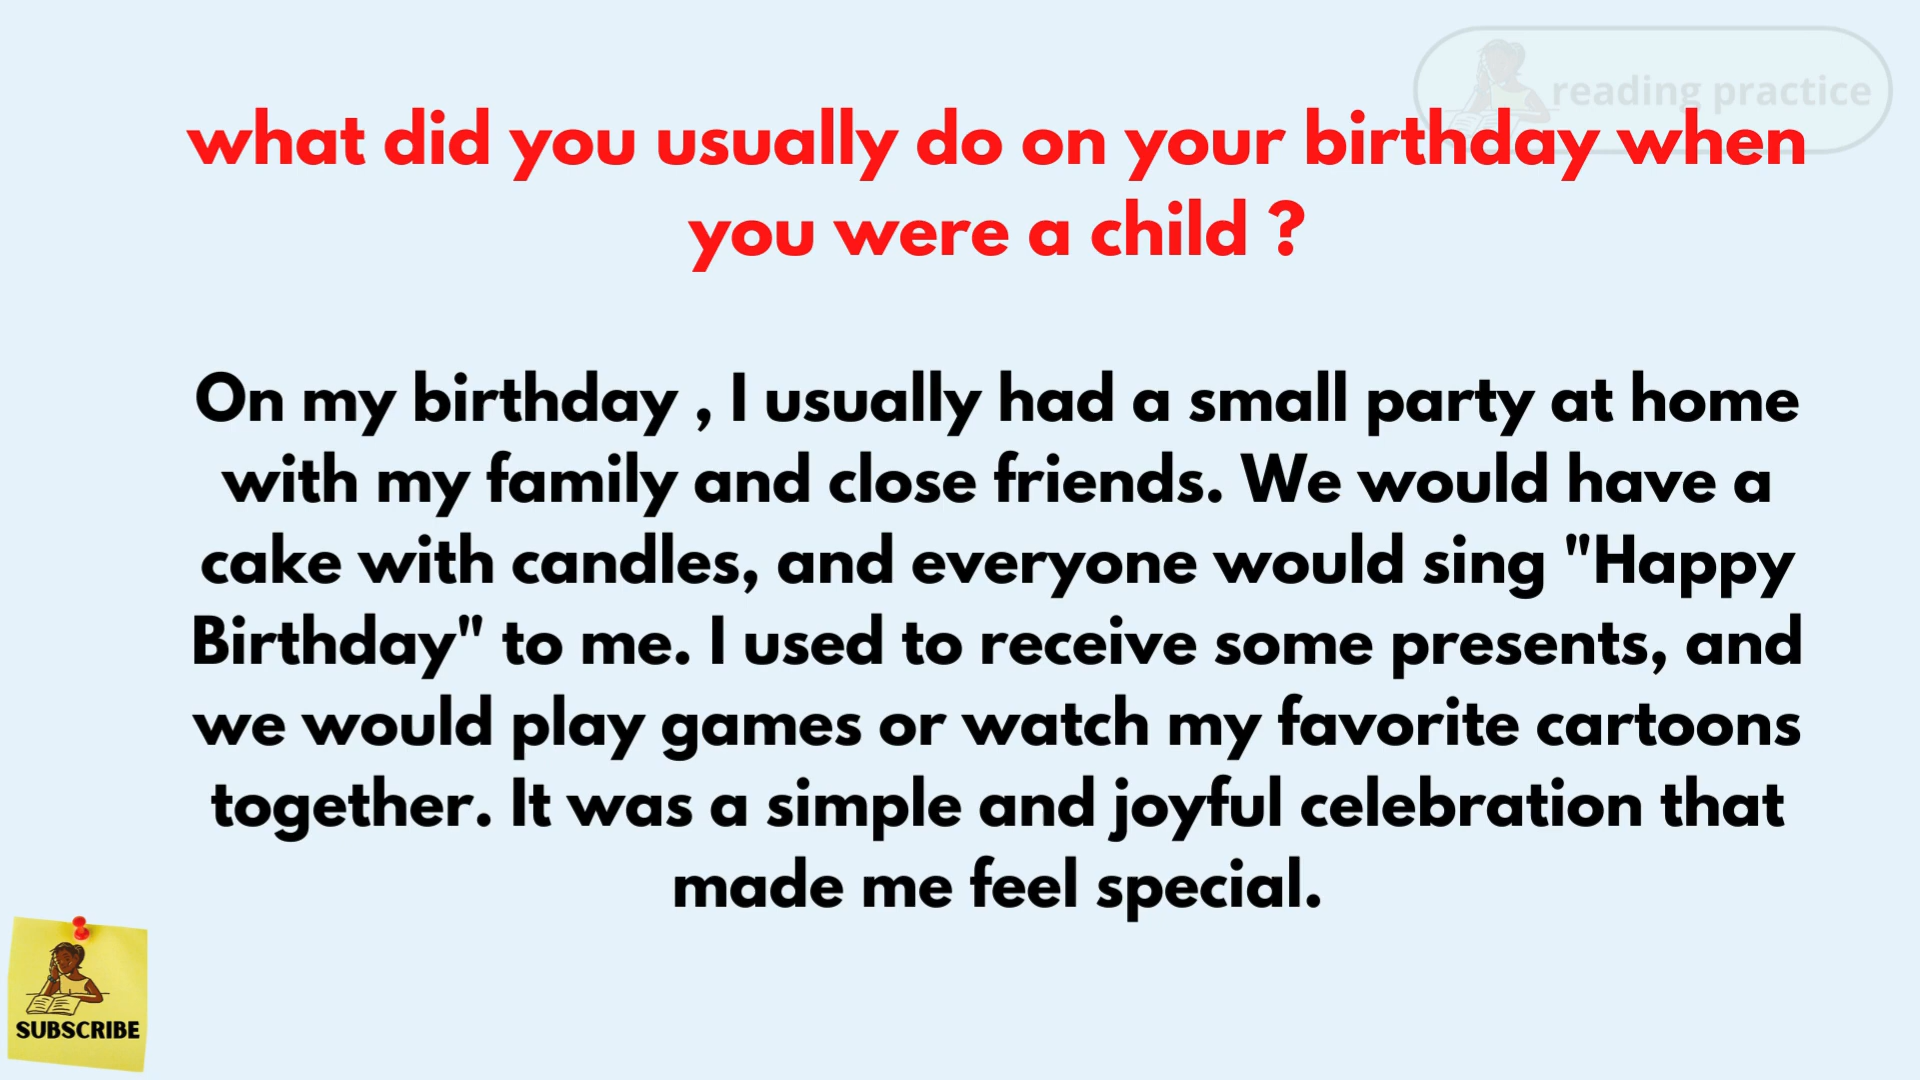 reading practice
what did you usually do on your birthday when
you were a child ?
On my birthday , I usually had a small party at home
with my family and close friends. We would have a
cake with candles, and everyone would sing "Happy
Birthday" to me. I used to receive some presents, and
we would play games or watch my favorite cartoons
together. It was a simple and joyful celebration that
made me feel special.
SUBSCRIBE